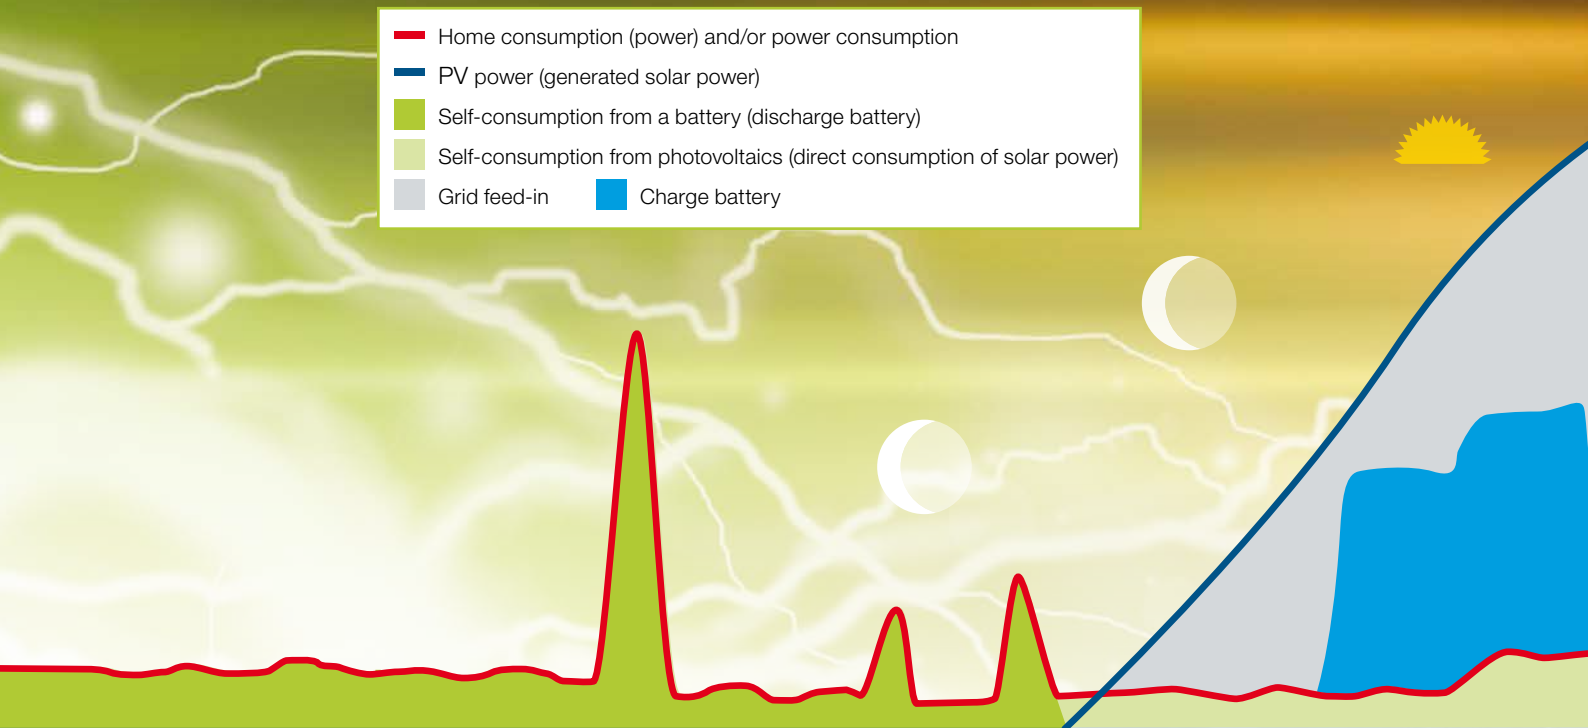 Home consumption (power) and/or power consumption
PV power (generated solar power)
Self-consumption from a battery (discharge battery)
Self-consumption from photovoltaics (direct consumption of solar power)
Grid feed-in Charge battery